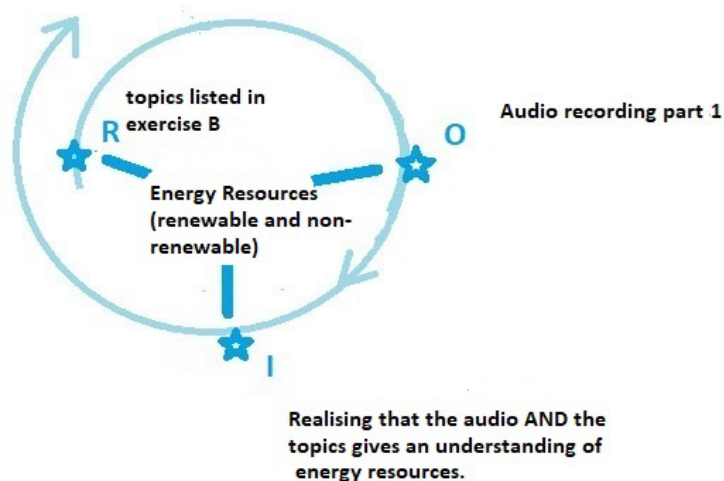 topics listed in
exercise B
R
Audio recording part 1
O
Energy Resources
(renewable and non-
renewable)
I
Realising that the audio AND the
topics gives an understanding of
energy resources.